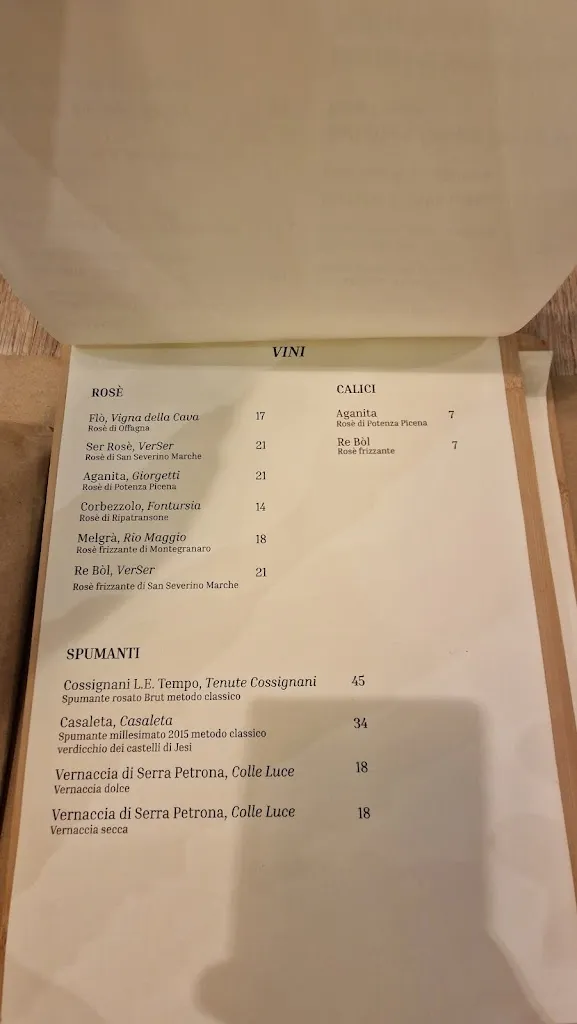 VINI
ROSÈ
Flò, Vigna della Cava 17
Rosè di Offagna
Ser Rosè, VerSer 21
Rosè di San Severino Marche
Aganita, Giorgetti 21
Rosè di Potenza Picena
Corbezzolo, Fontursia 14
Rosè di Ripatransone
Melgrà, Rio Maggio 18
Rosè frizzante di Montegranaro
Re Bòl, VerSer 21
Rosè frizzante di San Severino Marche
CALICI
Aganita 7
Rosè di Potenza Picena
Re Bòl 7
Rosè frizzante
SPUMANTI
Cossignani L.E. Tempo, Tenute Cossignani 45
Spumante rosato Brut metodo classico
Casaleta, Casaleta 34
Spumante millesimato 2015 metodo classico
verdicchio dei castelli di Jesi
Vernaccia di Serra Petrona, Colle Luce 18
Vernaccia dolce
Vernaccia di Serra Petrona, Colle Luce 18
Vernaccia secca